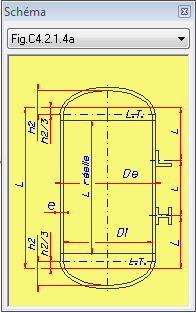 Schéma
Fig.C4.2.1.4a
h2
h2/3
L.T.
L
L
L réelle
De
e
L
Di
h2
h2/3
L.T.
L